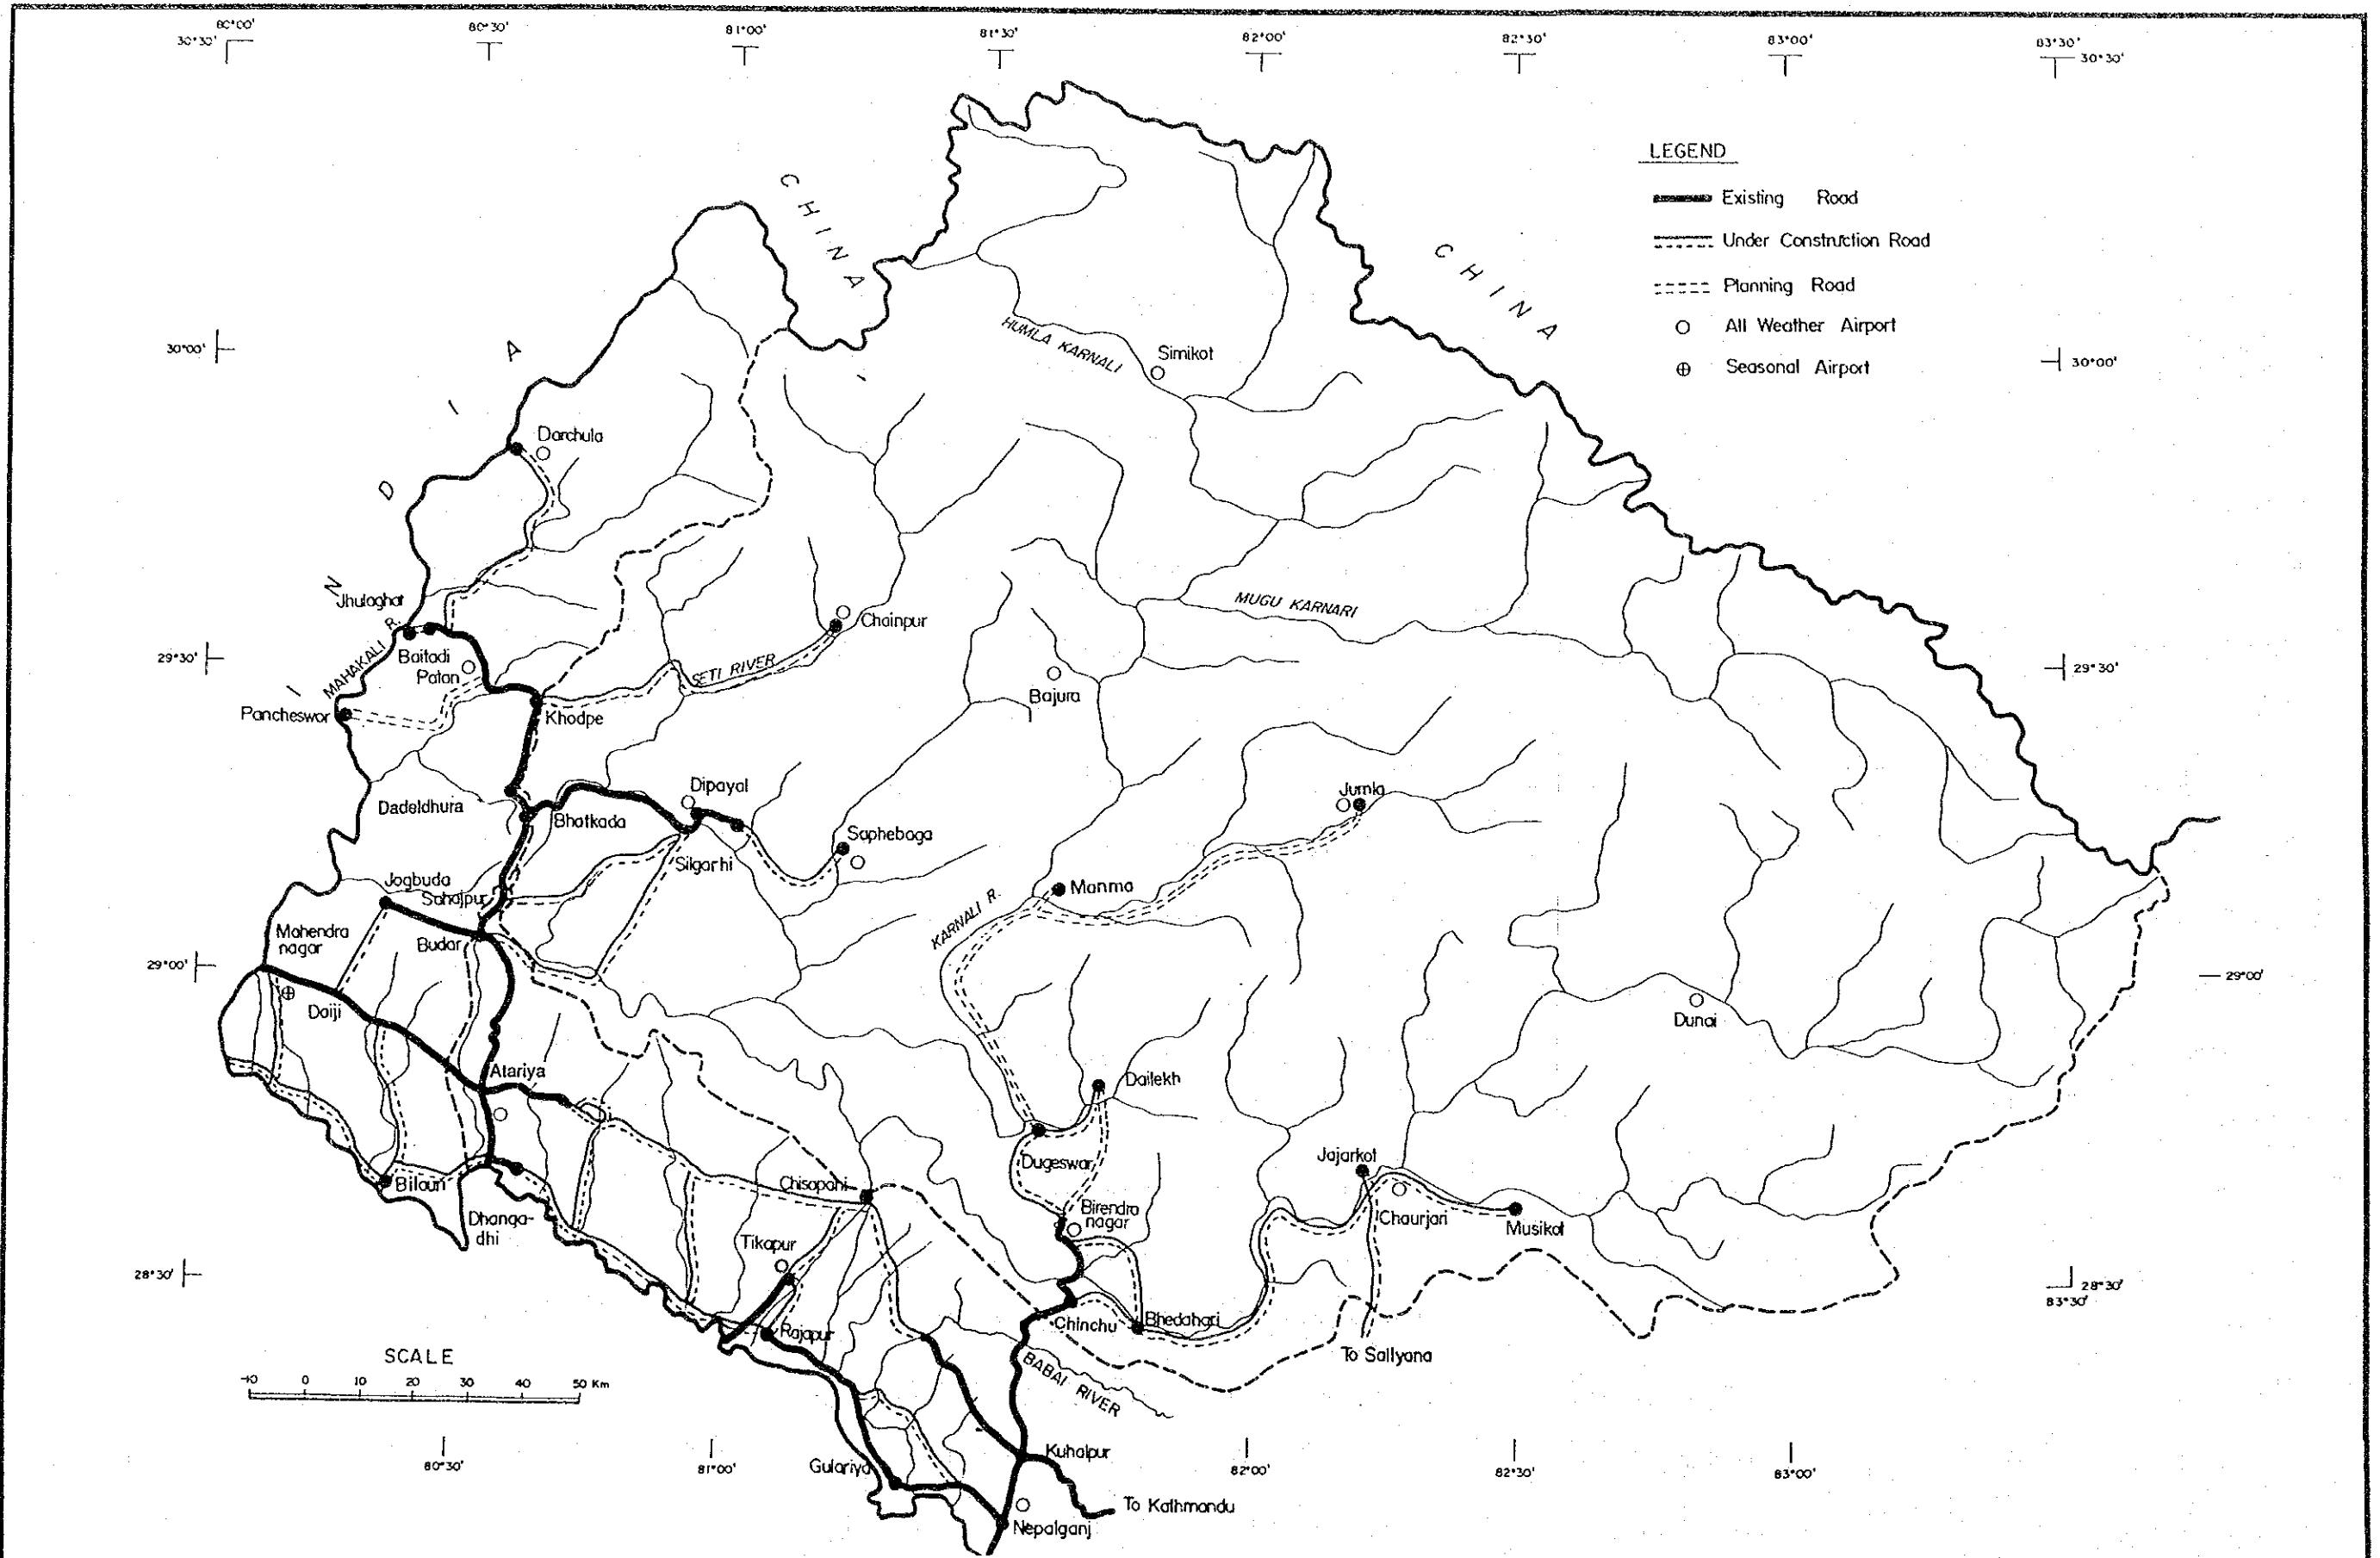 80°00'
80°30'
81°00'
81°30'
82°00'
82°30'
83°00'
83°30'
30°30'
30°30'
LEGEND
Existing Road
Under Construction Road
Planning Road
All Weather Airport
Seasonal Airport
CHINA
CHINA
INDIA
30°00'
30°00'
HUMLA KARNALI
Simikot
Darchula
Jhulaghat
MAHAKALI R.
MUGU KARNARI
Chainpur
SETI RIVER
29°30'
29°30'
Baitadi
Patan
Pancheswor
Khodpe
Bajura
Dadeldhura
Bhatkada
Dipayal
Silgarhi
Saphebaga
Jumla
Manma
KARNALI R.
Jogbuda
Sahajpur
Mahendra
nagar
Budar
29°00'
29°00'
Daiji
Dunai
Atariya
Dailekh
Dugeswar
Jajarkot
Chaurjari
Musikot
Bilauri
Chisapani
Birendra
nagar
Dhanga-
dhi
Tikapur
28°30'
28°30'
83°30'
Rajapur
Chinchu
Bhedahari
To Sallyana
BABAI RIVER
SCALE
-10 0 10 20 30 40 50 Km
Gulariya
Kuhalpur
80°30'
81°00'
82°00'
82°30'
83°00'
To Kathmandu
Nepalganj